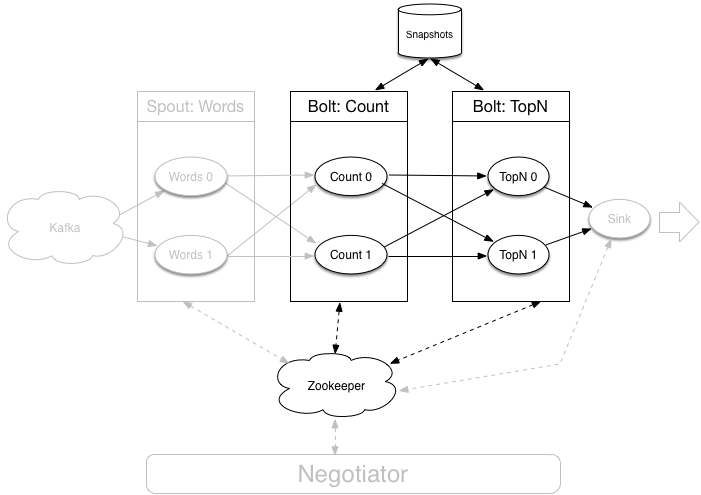 Snapshots
Spout: Words
Bolt: Count
Bolt: TopN
Words 0
Count 0
TopN 0
Kafka
Sink
Words 1
Count 1
TopN 1
Zookeeper
Negotiator